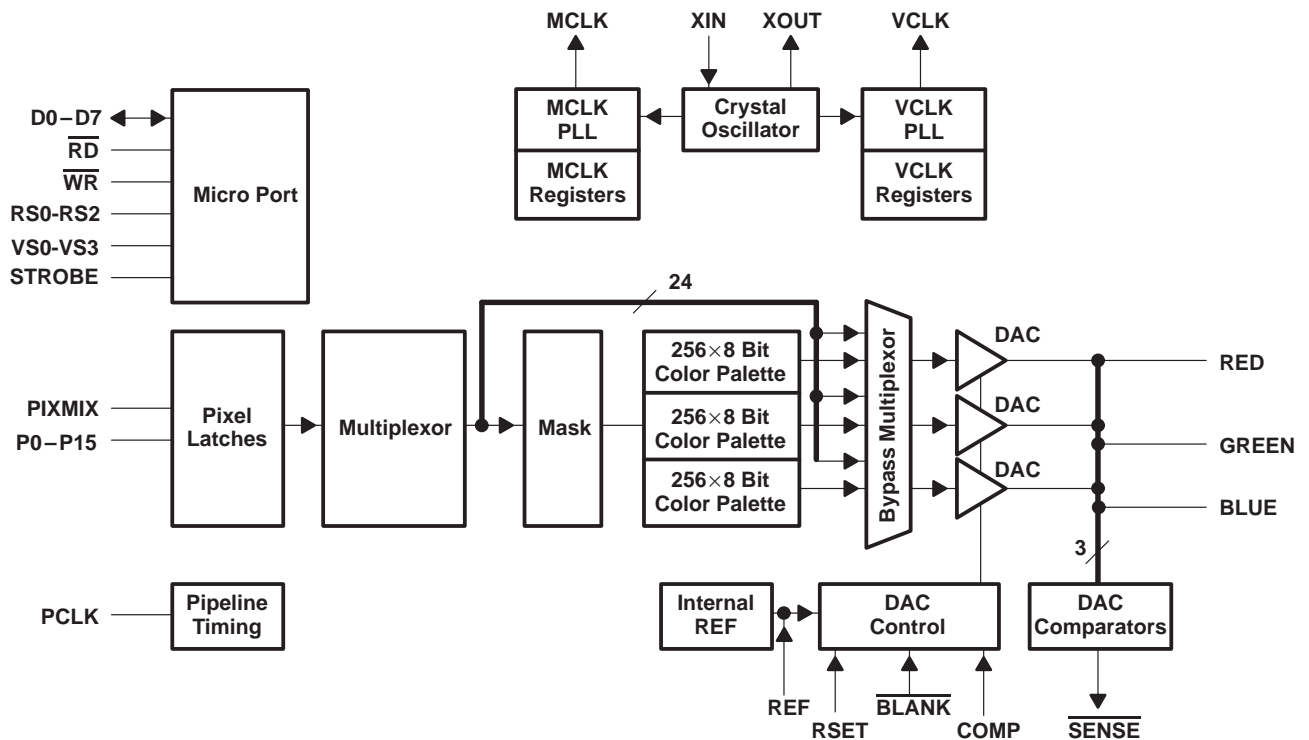 MCLK XIN XOUT VCLK
MCLK
PLL
Crystal
Oscillator
VCLK
PLL
MCLK
Registers
VCLK
Registers
D0–D7
RD
WR
RS0-RS2
VS0-VS3
STROBE
Micro Port
24
PIXMIX
P0–P15
Pixel
Latches
Multiplexor
Mask
256×8 Bit
Color Palette
256×8 Bit
Color Palette
256×8 Bit
Color Palette
Bypass Multiplexor
DAC
DAC
DAC
RED
GREEN
BLUE
3
PCLK
Pipeline
Timing
Internal
REF
DAC
Control
DAC
Comparators
REF
RSET
BLANK
COMP
SENSE